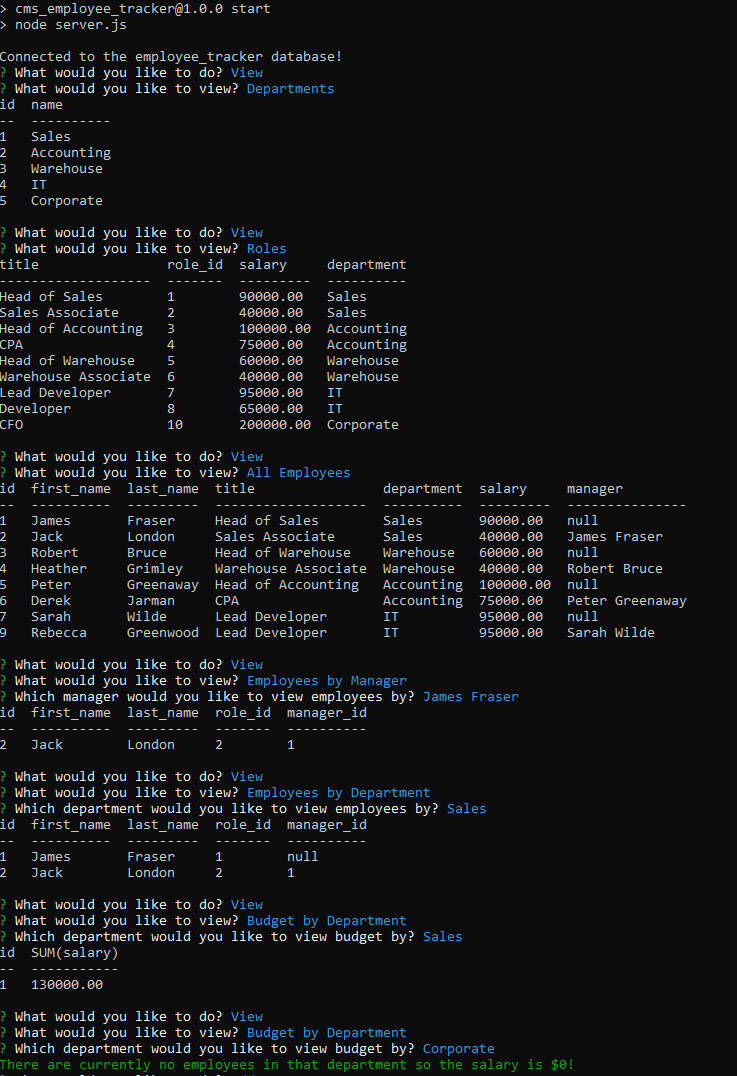 > cms_employee_tracker@1.0.0 start
> node server.js
Connected to the employee_tracker database!
? What would you like to do? View
? What would you like to view? Departments
id  name
--  ----------
1   Sales
2   Accounting
3   Warehouse
4   IT
5   Corporate
? What would you like to do? View
? What would you like to view? Roles
title                role_id  salary     department
-------------------  -------  ---------  ----------
Head of Sales        1        90000.00   Sales
Sales Associate      2        40000.00   Sales
Head of Accounting   3        100000.00  Accounting
CPA                  4        75000.00   Accounting
Head of Warehouse    5        60000.00   Warehouse
Warehouse Associate  6        40000.00   Warehouse
Lead Developer       7        95000.00   IT
Developer            8        65000.00   IT
CFO                  10       200000.00  Corporate
? What would you like to do? View
? What would you like to view? All Employees
id  first_name  last_name  title                department  salary     manager
--  ----------  ---------  -------------------  ----------  ---------  ---------------
1   James       Fraser     Head of Sales        Sales       90000.00   null
2   Jack        London     Sales Associate      Sales       40000.00   James Fraser
3   Robert      Bruce      Head of Warehouse    Warehouse   60000.00   null
4   Heather     Grimley    Warehouse Associate  Warehouse   40000.00   Robert Bruce
5   Peter       Greenaway  Head of Accounting   Accounting  100000.00  null
6   Derek       Jarman     CPA                  Accounting  75000.00   Peter Greenaway
7   Sarah       Wilde      Lead Developer       IT          95000.00   null
9   Rebecca     Greenwood  Lead Developer       IT          95000.00   Sarah Wilde
? What would you like to do? View
? What would you like to view? Employees by Manager
? Which manager would you like to view employees by? James Fraser
id  first_name  last_name  role_id  manager_id
--  ----------  ---------  -------  ----------
2   Jack        London     2        1
? What would you like to do? View
? What would you like to view? Employees by Department
? Which department would you like to view employees by? Sales
id  first_name  last_name  role_id  manager_id
--  ----------  ---------  -------  ----------
1   James       Fraser     1        null
2   Jack        London     2        1
? What would you like to do? View
? What would you like to view? Budget by Department
? Which department would you like to view budget by? Sales
id  SUM(salary)
--  -----------
1   130000.00
? What would you like to do? View
? What would you like to view? Budget by Department
? Which department would you like to view budget by? Corporate
There are currently no employees in that department so the salary is $0!